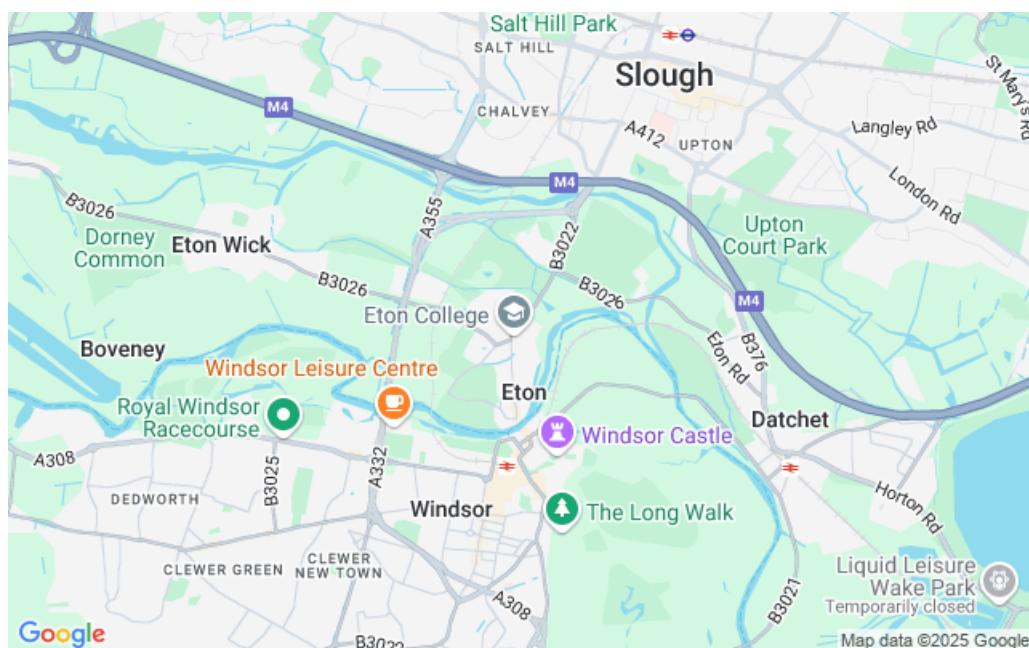 Salt Hill Park
SALT HILL
Slough
St Mary's Rd
M4
CHALVEY
A412
Langley Rd
UPTON
M4
London Rd
B3026
A355
B3022
Upton
Court Park
Dorney
Common
Eton Wick
B3026
B3026
M4
Eton College
Eton Rd
B376
Boveney
Windsor Leisure Centre
Eton
Royal Windsor
Racecourse
Datchet
Windsor Castle
A308
B3025
A332
DEDWORTH
Windsor
The Long Walk
Horton Rd
CLEWER GREEN
CLEWER
NEW TOWN
A308
B3021
Liquid Leisure
Wake Park
Temporarily closed
Google
B3022
Map data ©2025 Google